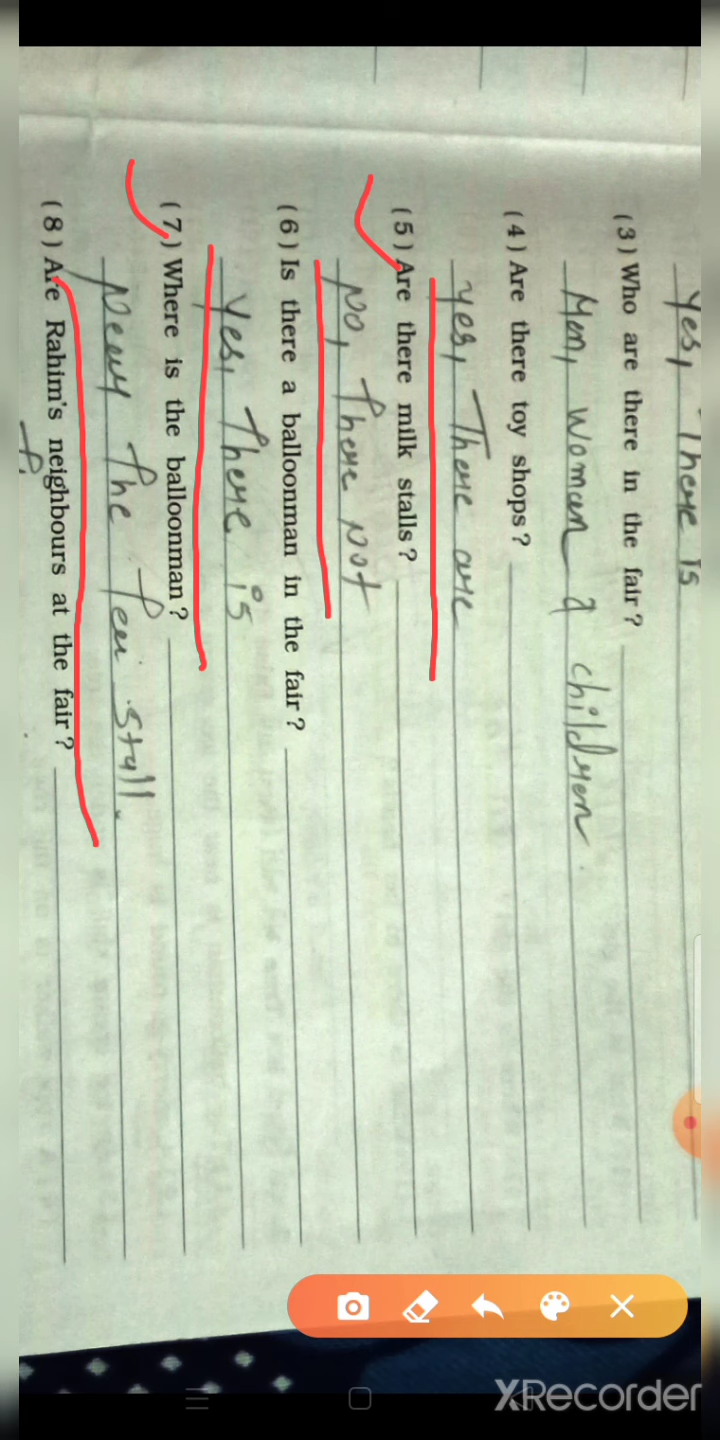 Yes, There is
(3) Who are there in the fair?
Men, women & children.
(4) Are there toy shops?
Yes, There are
(5) Are there milk stalls?
No, there not
(6) Is there a balloonman in the fair?
Yes, there is
(7) Where is the balloonman?
Near the stall.
(8) Are Rahim's neighbours at the fair?
XRecorder